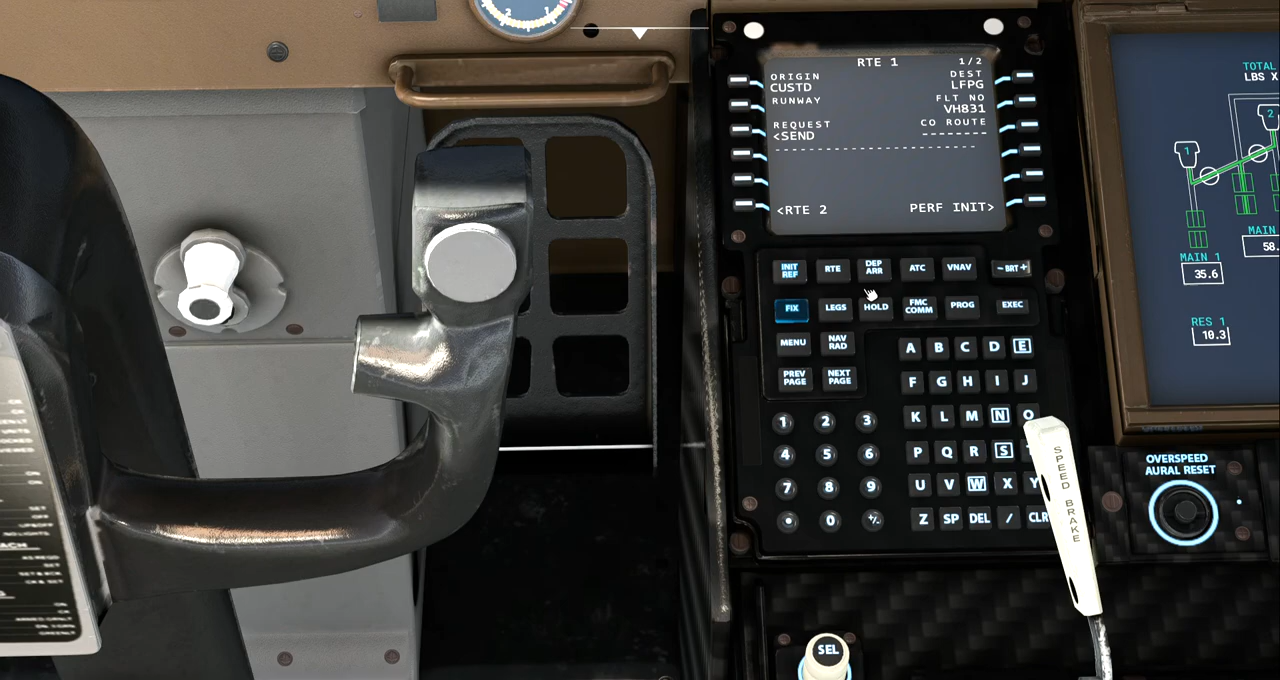 RTE 1 1/2
ORIGIN DEST
CUSTD LFPG
RUNWAY FLT NO
VH831
REQUEST CO ROUTE
<SEND --------
<RTE 2 PERF INIT>
INIT REF RTE DEP ARR ATC VNAV - BRT +
FIX LEGS HOLD FMC COMM PROG EXEC
MENU NAV RAD
PREV PAGE NEXT PAGE
A B C D E
F G H I J
K L M N O
P Q R S
U V W X Y
Z SP DEL / CLR
1 2 3
4 5 6
7 8 9
. 0 +/-
SPEED BRAKE
TOTAL
LBS X
1 2
MAIN 1
35.6
MAIN
58.
RES 1
10.3
OVERSPEED
AURAL RESET
SEL
2